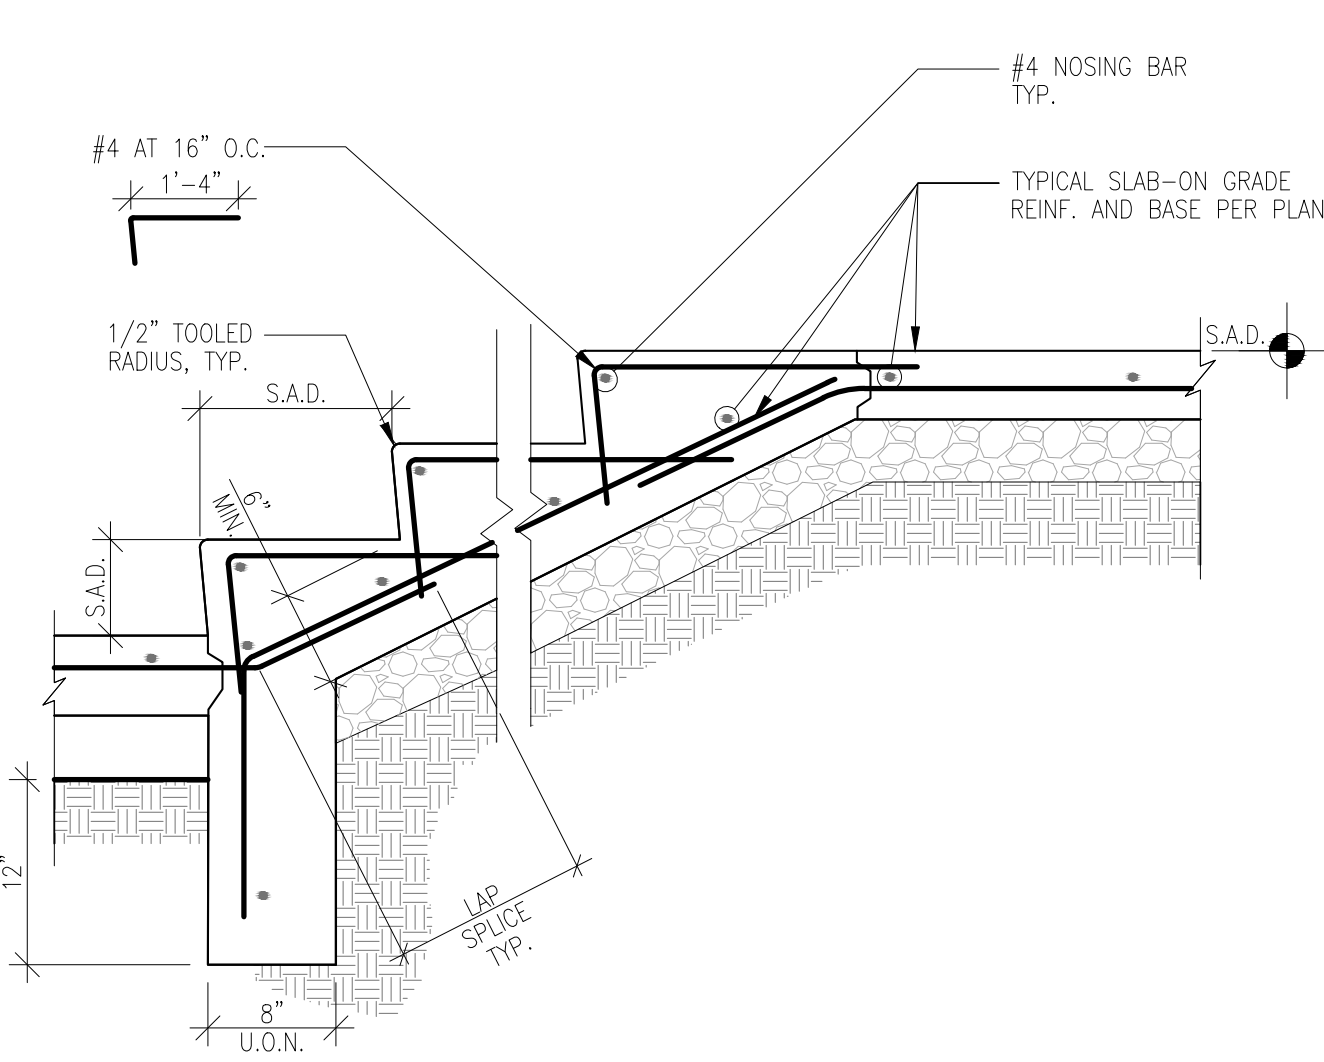 #4 NOSING BAR
TYP.
#4 AT 16” O.C.
1’-4”
TYPICAL SLAB-ON GRADE
REINF. AND BASE PER PLAN
1/2” TOOLED
RADIUS, TYP.
S.A.D.
S.A.D.
6”
MIN.
S.A.D.
12”
LAP
SPLICE
TYP.
8”
U.O.N.